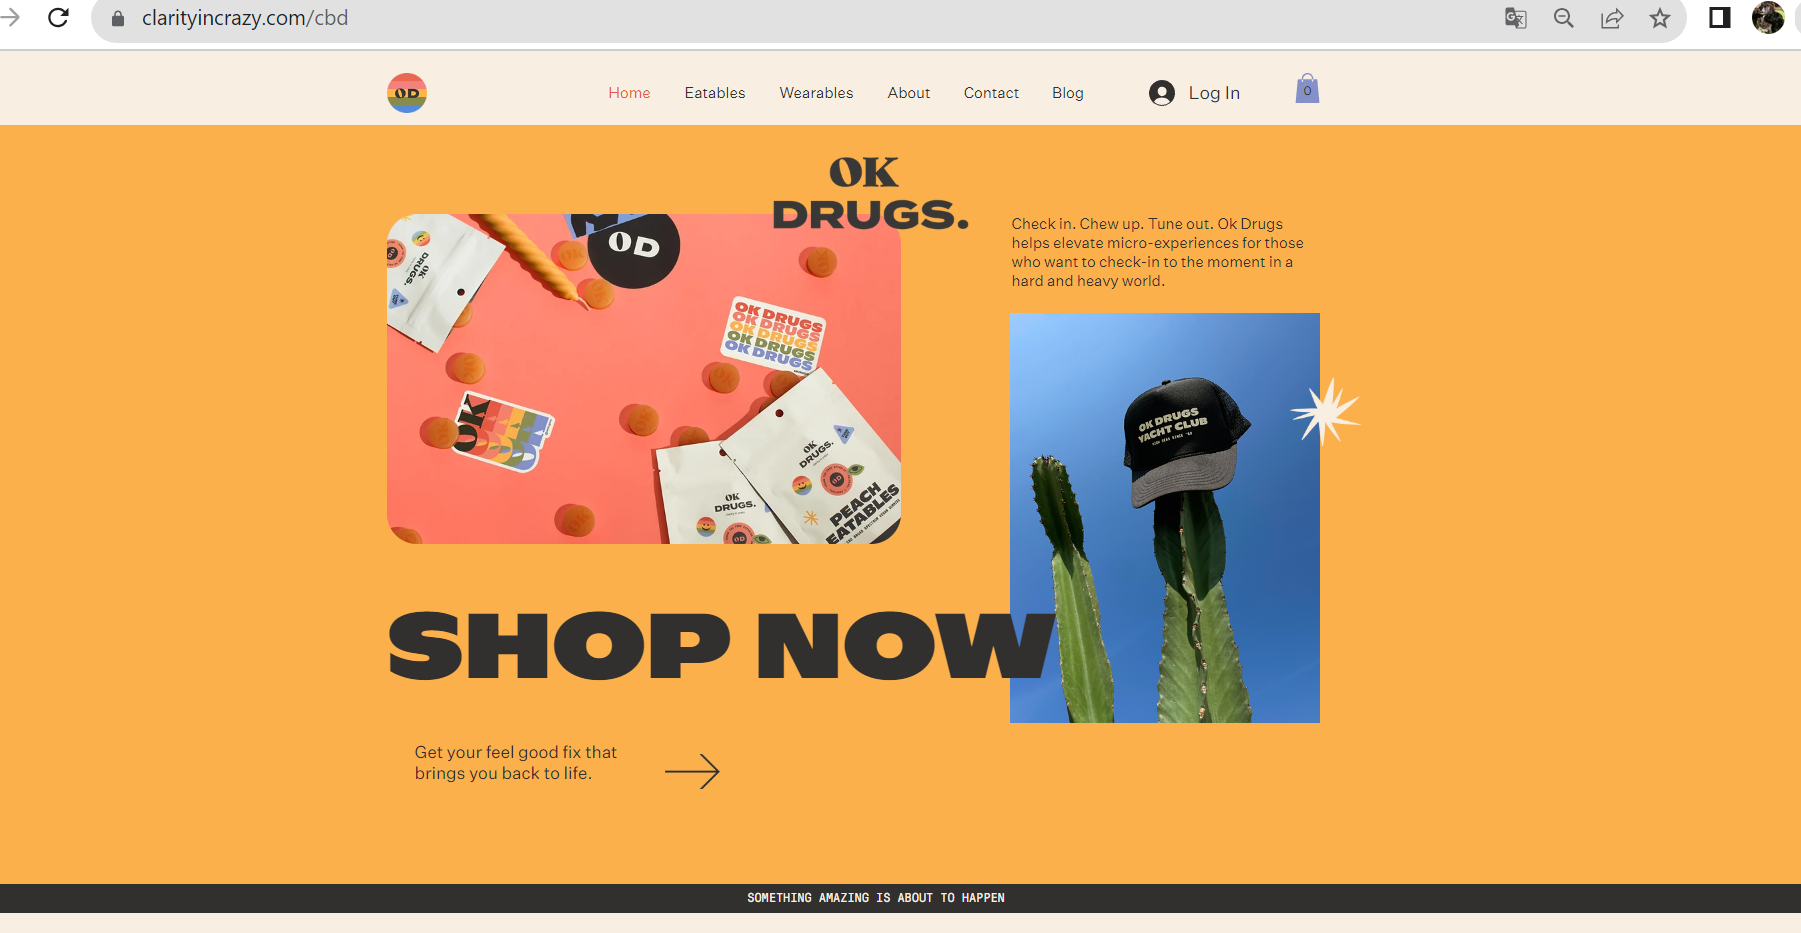 clarityincrazy.com/cbd
OD
Home
Eatables
Wearables
About
Contact
Blog
Log In
0
OK
DRUGS.
Check in. Chew up. Tune out. Ok Drugs
helps elevate micro-experiences for those
who want to check-in to the moment in a
hard and heavy world.
OD
OK
DRUGS.
OK DRUGS
OK DRUGS
OK DRUGS
OK DRUGS
OK DRUGS
OK
OK
DRUGS.
OD
PEACH
EATABLES
OK
DRUGS.
OD
OK DRUGS
YACHT CLUB
SHOP NOW
Get your feel good fix that
brings you back to life.
SOMETHING AMAZING IS ABOUT TO HAPPEN